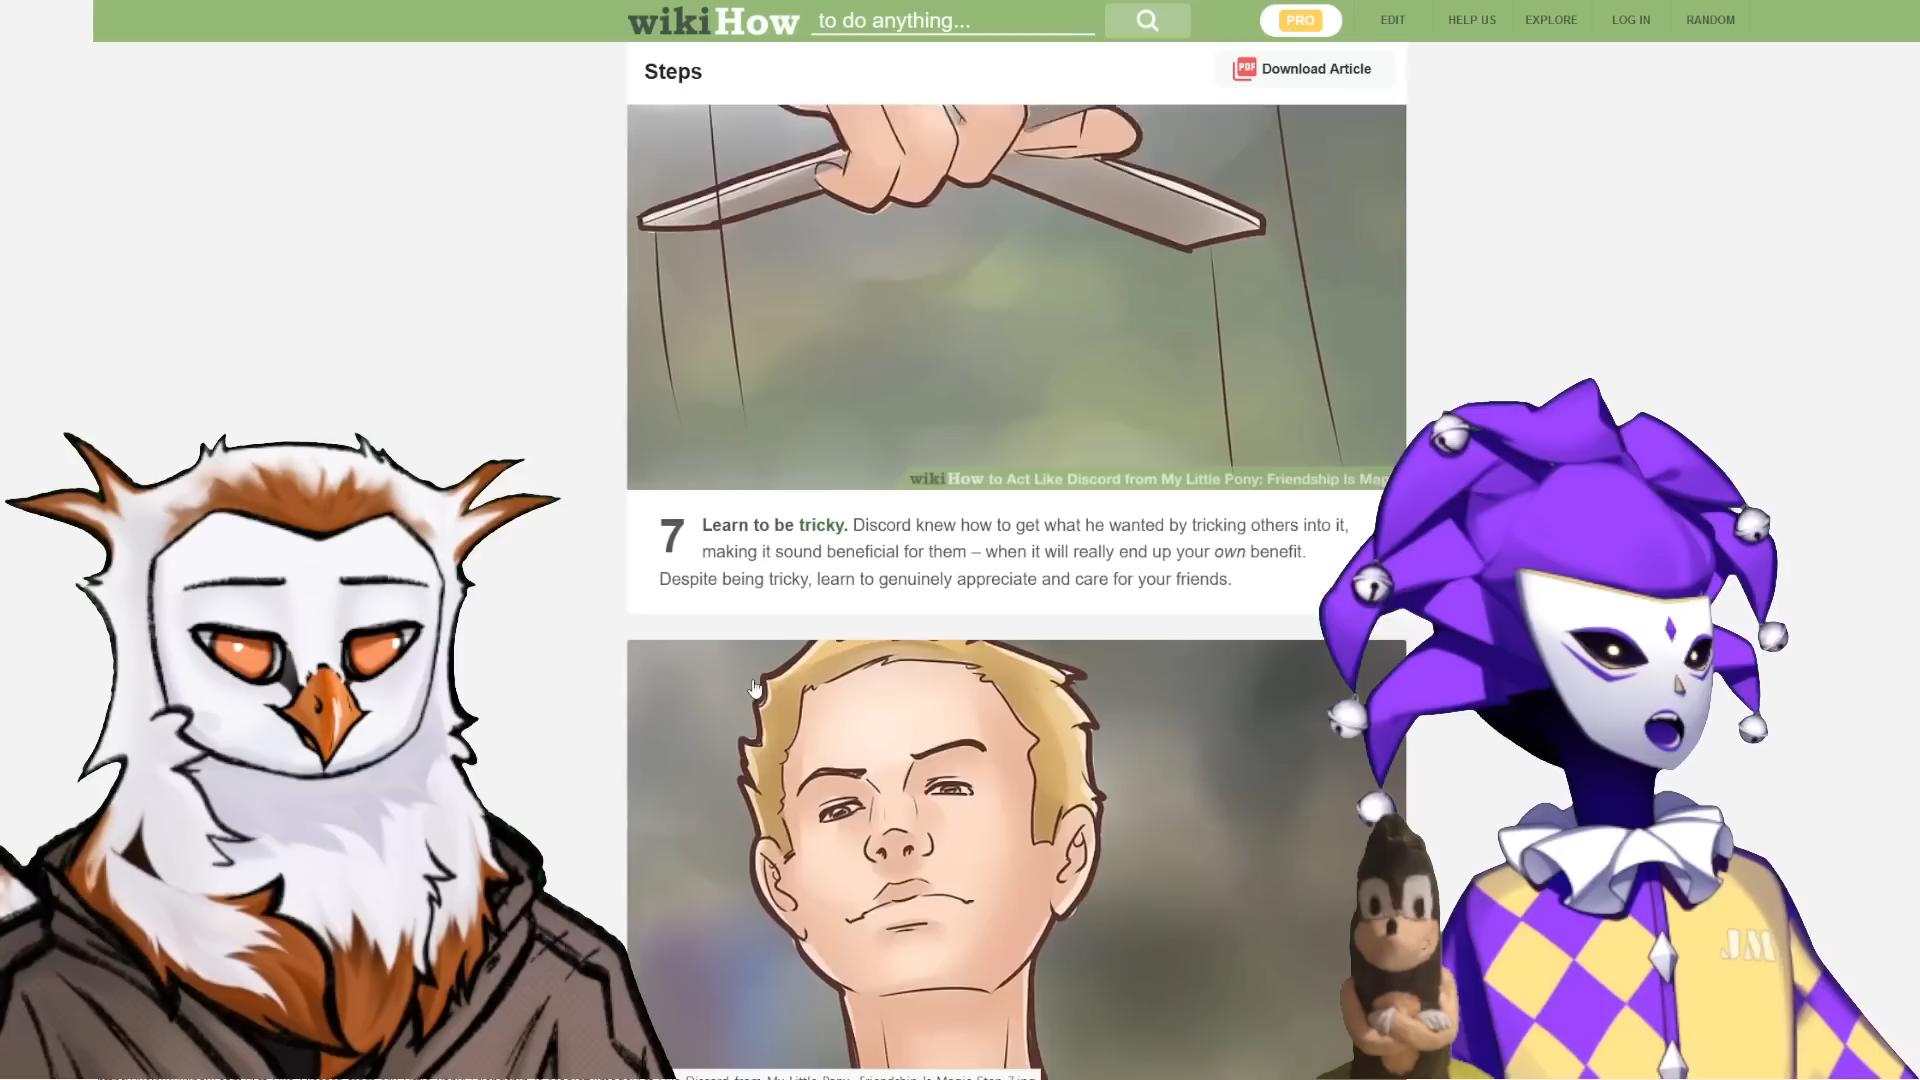 wikiHow to do anything...
PRO
EDIT
HELP US
EXPLORE
LOG IN
RANDOM
Steps
PDF Download Article
wikiHow to Act Like Discord from My Little Pony: Friendship Is Mag
7 Learn to be tricky. Discord knew how to get what he wanted by tricking others into it,
making it sound beneficial for them – when it will really end up your own benefit.
Despite being tricky, learn to genuinely appreciate and care for your friends.
JM